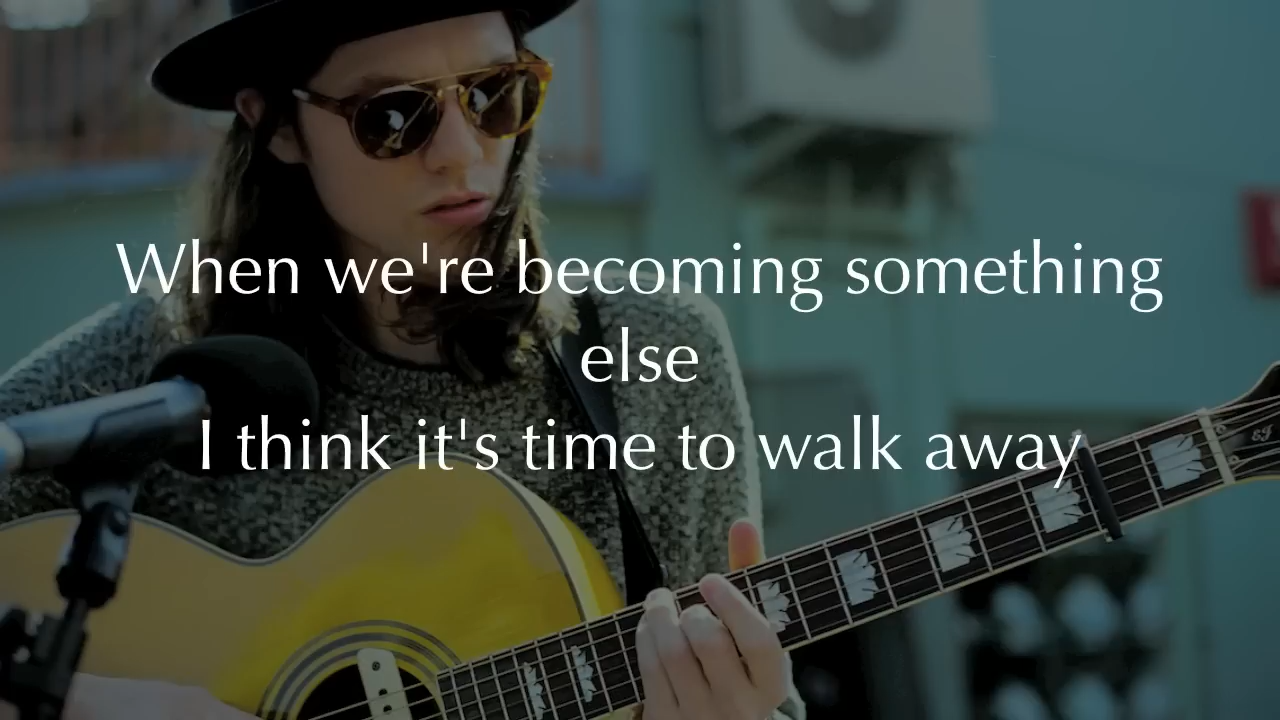 When we're becoming something
else
I think it's time to walk away